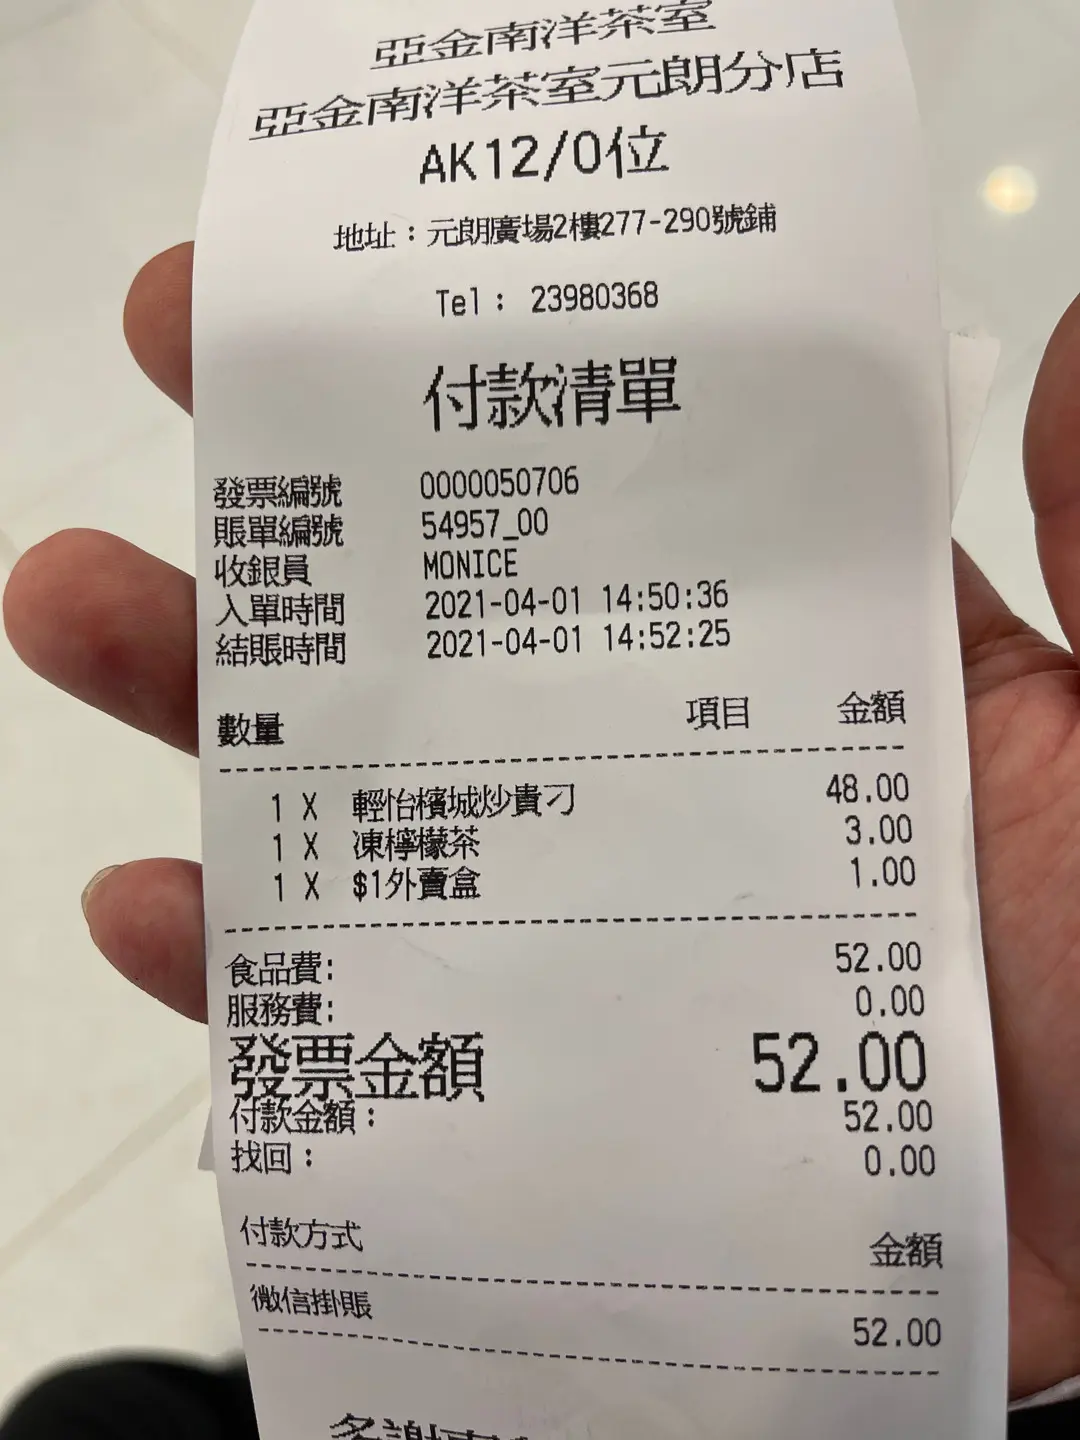 亞金南洋茶室
亞金南洋茶室元朗分店
AK12/0位
地址：元朗廣場2樓277-290號鋪
Tel： 23980368
付款清單
發票編號 0000050706
賬單編號 54957_00
收銀員 MONICE
入單時間 2021-04-01 14:50:36
結賬時間 2021-04-01 14:52:25
數量 項目 金額
1 X 輕怡檳城炒貴刁 48.00
1 X 凍檸檬茶 3.00
1 X $1外賣盒 1.00
食品費: 52.00
服務費: 0.00
發票金額 52.00
付款金額： 52.00
找回： 0.00
付款方式 金額
微信掛賬 52.00
多謝惠